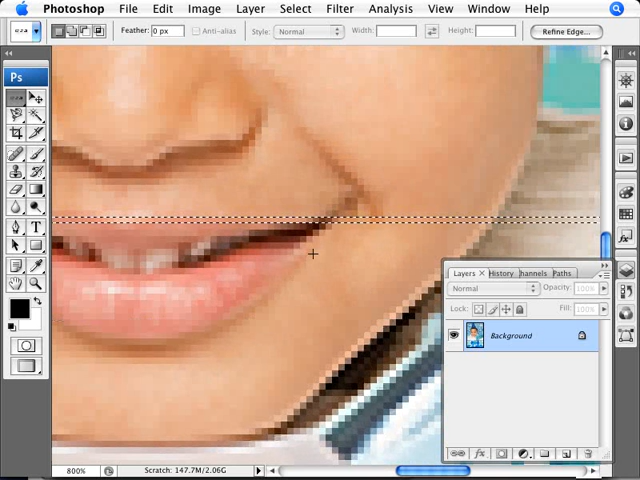 Photoshop File Edit Image Layer Select Filter Analysis View Window Help
Feather: 0 px Anti-alias Style: Normal Width: Height: Refine Edge...
Ps
Layers × History hannels Paths
Normal Opacity: 100%
Lock: Fill: 100%
Background
fx
800% Scratch: 147.7M/2.06G